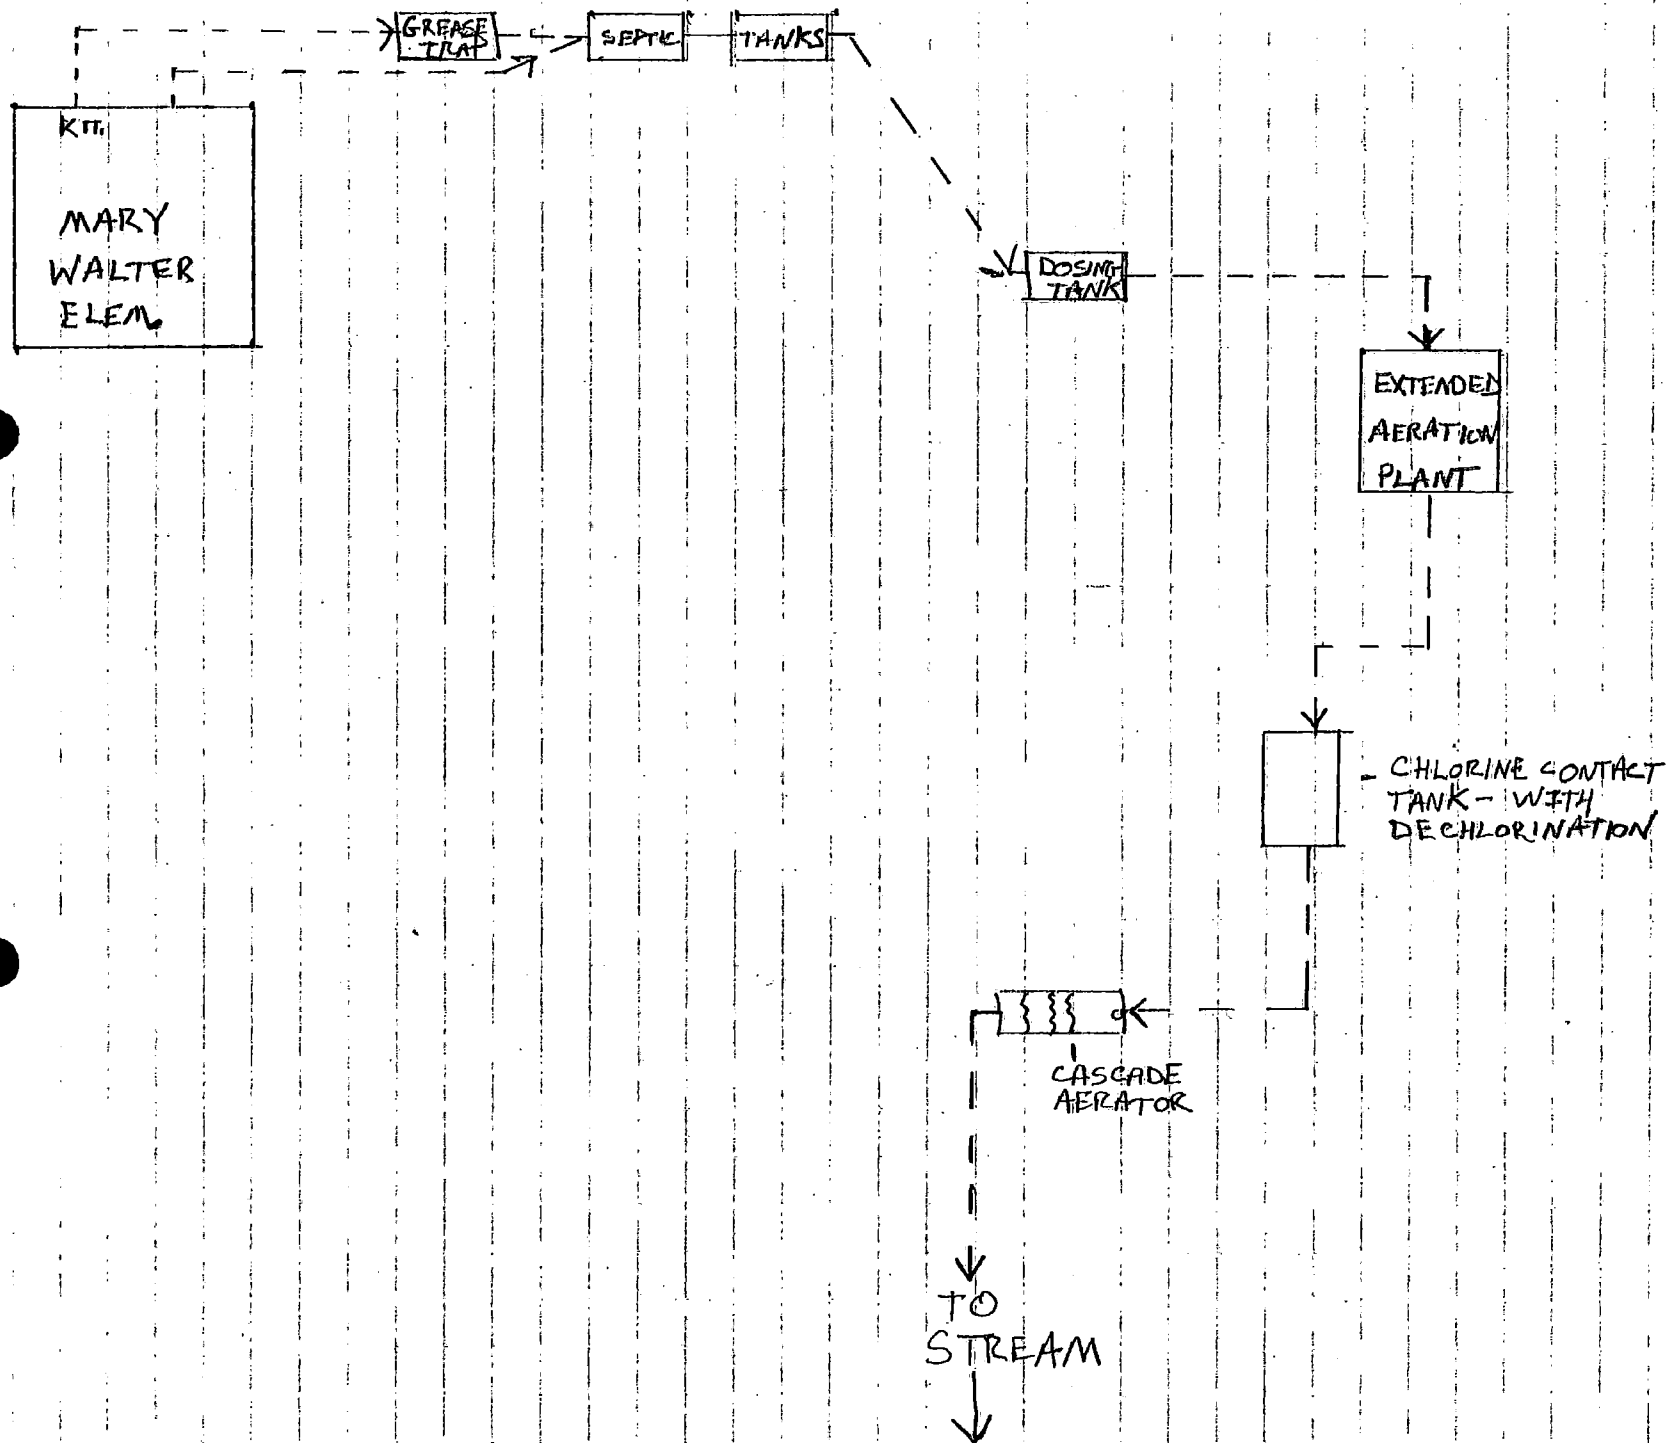 GREASE
TRAP
SEPTIC
TANKS
KIT.
MARY
WALTER
ELEM.
DOSING
TANK
EXTENDED
AERATION
PLANT
CHLORINE CONTACT
TANK - WITH
DECHLORINATION
CASCADE
AERATOR
TO
STREAM